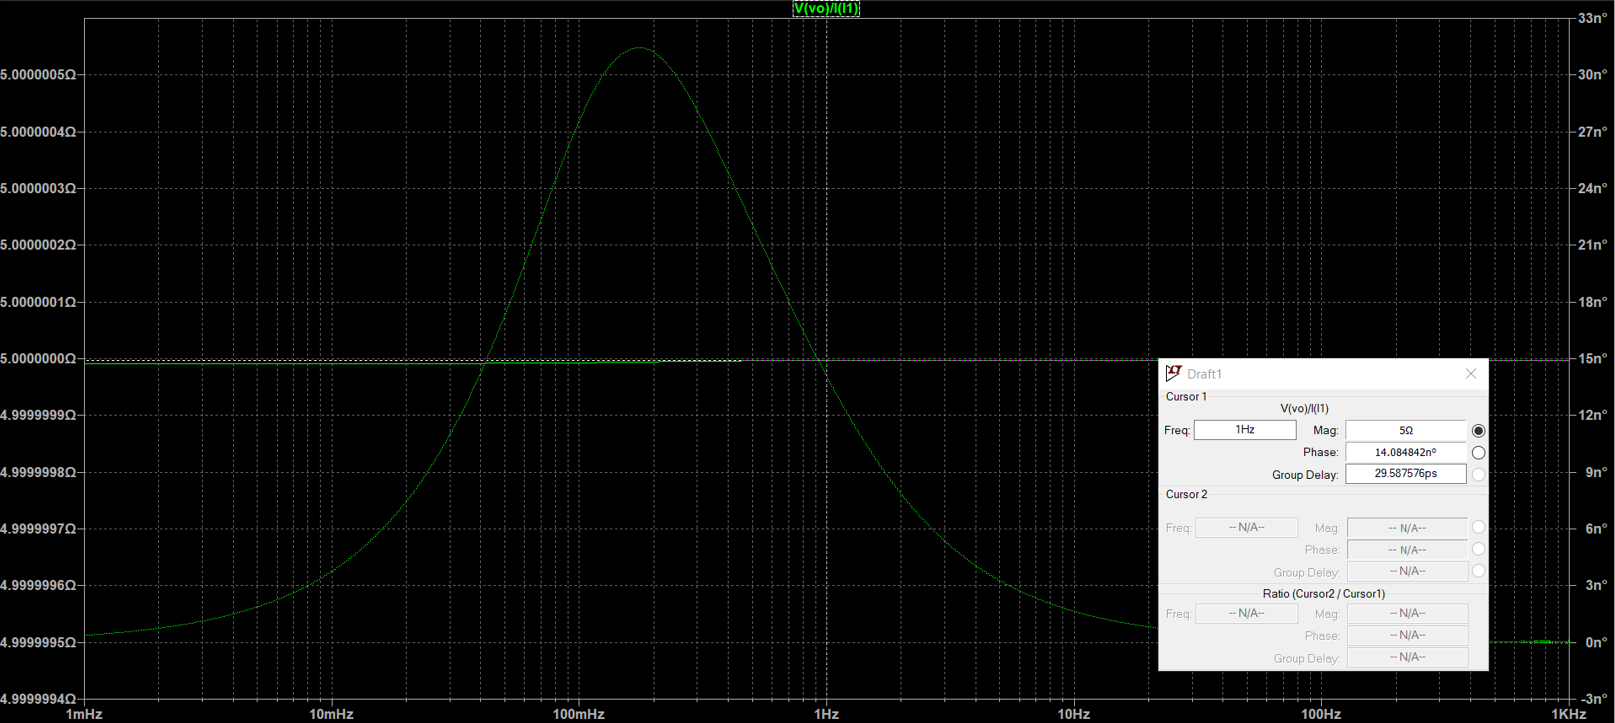 V(vo)/I(I1)
5.0000005Ω
5.0000004Ω
5.0000003Ω
5.0000002Ω
5.0000001Ω
5.0000000Ω
4.9999999Ω
4.9999998Ω
4.9999997Ω
4.9999996Ω
4.9999995Ω
4.9999994Ω
33n°
30n°
27n°
24n°
21n°
18n°
15n°
12n°
9n°
6n°
3n°
0n°
-3n°
1mHz 10mHz 100mHz 1Hz 10Hz 100Hz 1KHz
Draft1
Cursor 1
V(vo)/I(I1)
Freq: 1Hz Mag: 5Ω
Phase: 14.084842n°
Group Delay: 29.587576ps
Cursor 2
Freq: -- N/A-- Mag: -- N/A--
Phase: -- N/A--
Group Delay: -- N/A--
Ratio (Cursor2 / Cursor1)
Freq: -- N/A-- Mag: -- N/A--
Phase: -- N/A--
Group Delay: -- N/A--